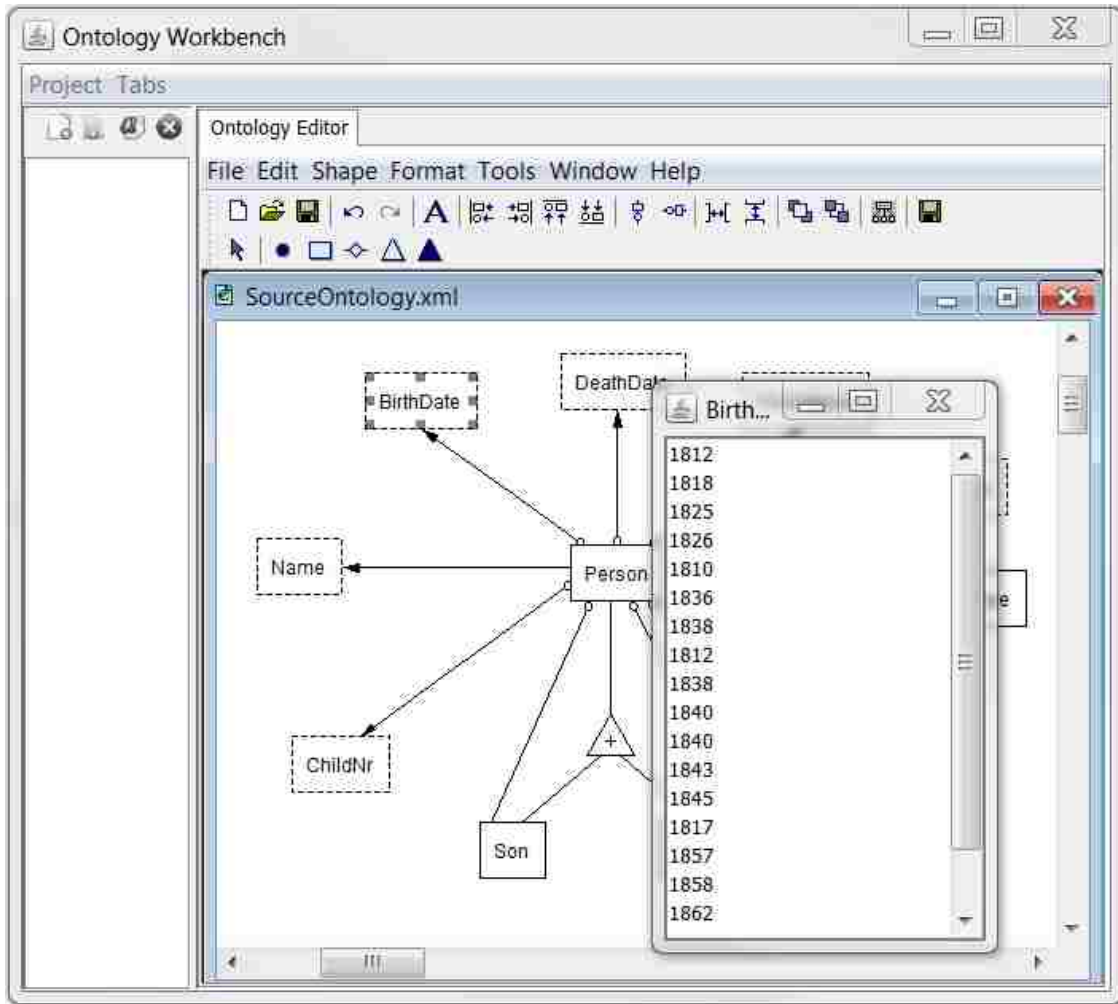 Ontology Workbench
Project Tabs
Ontology Editor
File Edit Shape Format Tools Window Help
A
SourceOntology.xml
BirthDate
DeathDate
Birth...
Name
Person
e
ChildNr
+
Son
1812
1818
1825
1826
1810
1836
1838
1812
1838
1840
1840
1843
1845
1817
1857
1858
1862